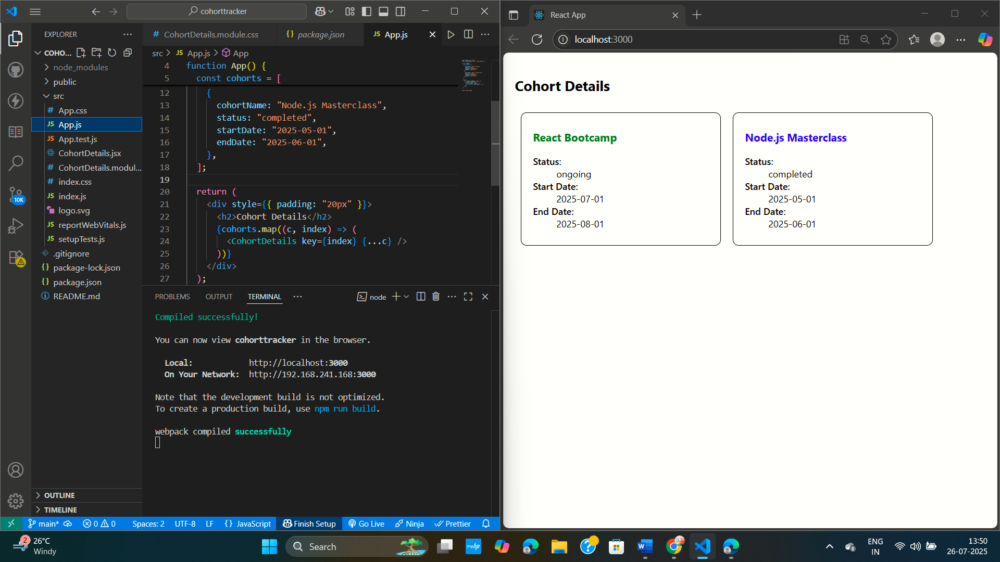 cohorttracker
EXPLORER
COHO...
node_modules
public
src
App.css
App.js
App.test.js
CohortDetails.jsx
CohortDetails.modul...
index.css
index.js
logo.svg
reportWebVitals.js
setupTests.js
.gitignore
package-lock.json
package.json
README.md
OUTLINE
TIMELINE
10K
CohortDetails.module.css
package.json
App.js
src > App.js > App
4 function App() {
5 const cohorts = [
12 {
13 cohortName: "Node.js Masterclass",
14 status: "completed",
15 startDate: "2025-05-01",
16 endDate: "2025-06-01",
17 },
18 ];
19
20 return (
21 <div style={{ padding: "20px" }}>
22 <h2>Cohort Details</h2>
23 {cohorts.map((c, index) => (
24 <CohortDetails key={index} {...c} />
25 ))}
26 </div>
27 );
PROBLEMS OUTPUT TERMINAL
node
Compiled successfully!
You can now view cohorttracker in the browser.
Local: http://localhost:3000
On Your Network: http://192.168.241.168:3000
Note that the development build is not optimized.
To create a production build, use npm run build.
webpack compiled successfully
main* 0 0 Spaces: 2 UTF-8 LF {} JavaScript Finish Setup Go Live Ninja Prettier
React App
localhost:3000
Cohort Details
React Bootcamp
Status:
ongoing
Start Date:
2025-07-01
End Date:
2025-08-01
Node.js Masterclass
Status:
completed
Start Date:
2025-05-01
End Date:
2025-06-01
2
26°C
Windy
Search
myhp
ENG
IN
13:50
26-07-2025